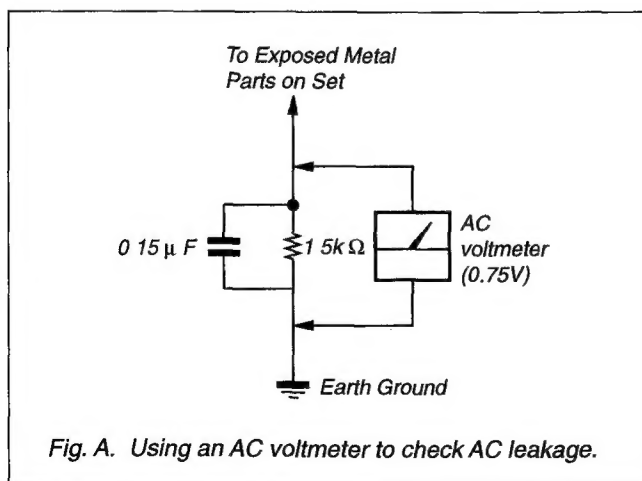 To Exposed Metal
Parts on Set
0 15 μ F
1 5k Ω
AC
voltmeter
(0.75V)
Earth Ground
Fig. A. Using an AC voltmeter to check AC leakage.